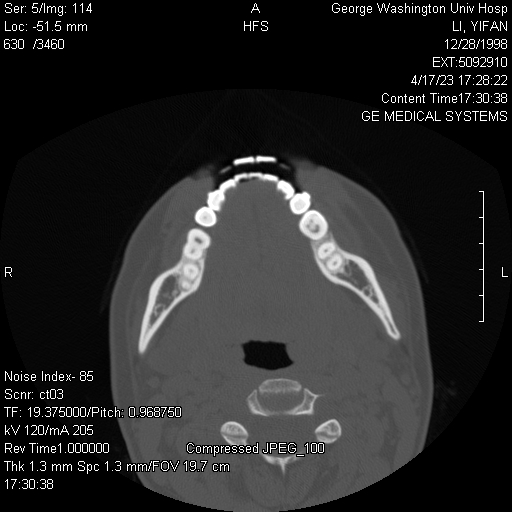 Ser: 5/Img: 114
Loc: -51.5 mm
630 /3460
A
HFS
George Washington Univ Hosp
LI, YIFAN
12/28/1998
EXT:5092910
4/17/23 17:28:22
Content Time17:30:38
GE MEDICAL SYSTEMS
R
L
Noise Index- 85
Scnr: ct03
TF: 19.375000/Pitch: 0.968750
kV 120/mA 205
Rev Time1.000000
Compressed JPEG_100
Thk 1.3 mm Spc 1.3 mm/FOV 19.7 cm
17:30:38